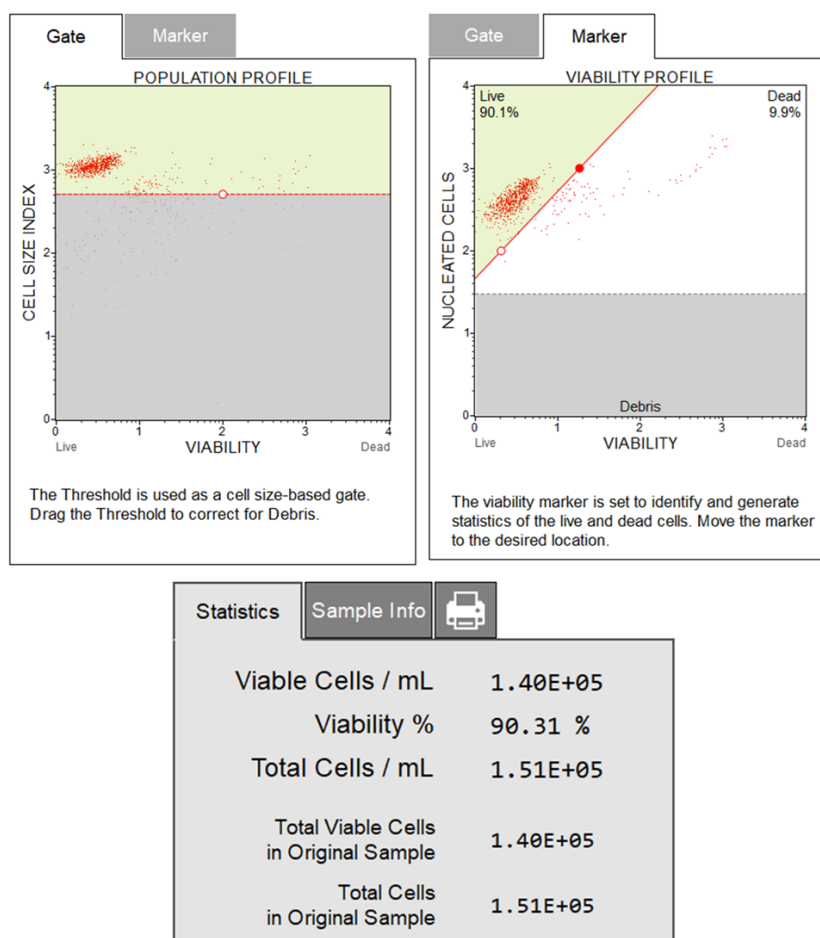 Gate
Marker
POPULATION PROFILE
4
3
2
1
0
CELL SIZE INDEX
0
1
2
3
4
Live
VIABILITY
Dead
The Threshold is used as a cell size-based gate.
Drag the Threshold to correct for Debris.
Gate
Marker
VIABILITY PROFILE
Live
90.1%
Dead
9.9%
4
3
2
1
0
NUCLEATED CELLS
Debris
0
1
2
3
4
Live
VIABILITY
Dead
The viability marker is set to identify and generate
statistics of the live and dead cells. Move the marker
to the desired location.
Statistics
Sample Info
Viable Cells / mL 1.40E+05
Viability % 90.31 %
Total Cells / mL 1.51E+05
Total Viable Cells
in Original Sample 1.40E+05
Total Cells
in Original Sample 1.51E+05